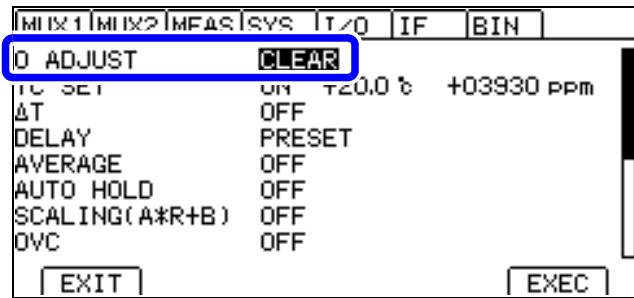 MUX1 MUX2 MEAS SYS I/O IF BIN
0 ADJUST CLEAR
TC SET ON +20.0 ℃ +03930 ppm
ΔT OFF
DELAY PRESET
AVERAGE OFF
AUTO HOLD OFF
SCALING(A*R+B) OFF
OVC OFF
EXIT EXEC